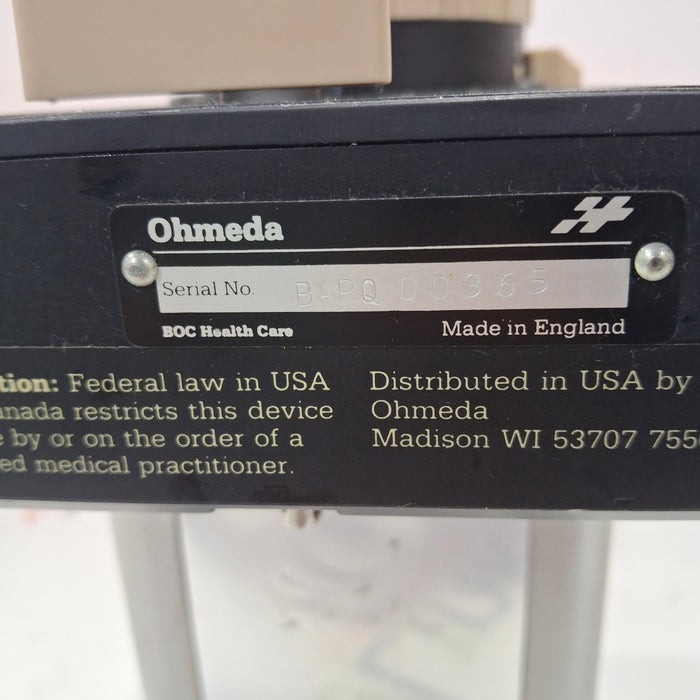 Ohmeda
Serial No. BARQ 00365
BOC Health Care
Made in England
tion: Federal law in USA
anada restricts this device
e by or on the order of a
ed medical practitioner.
Distributed in USA by
Ohmeda
Madison WI 53707 755